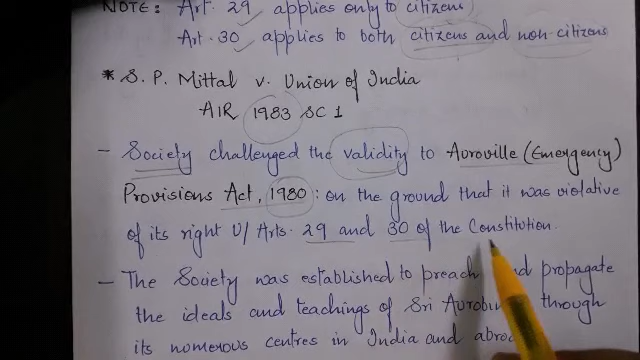 NOTE: Art. 29 applies only to citizens
Art. 30 applies to both citizens and non-citizens
* S. P. Mittal v. Union of India
AIR 1983 SC 1
- Society challenged the validity to Auroville (Emergency)
Provisions Act, 1980: on the ground that it was violative
of its right U/ Arts. 29 and 30 of the Constitution.
- The Society was established to preach and propagate
the ideals and teachings of Sri through
its numerous centres in India and